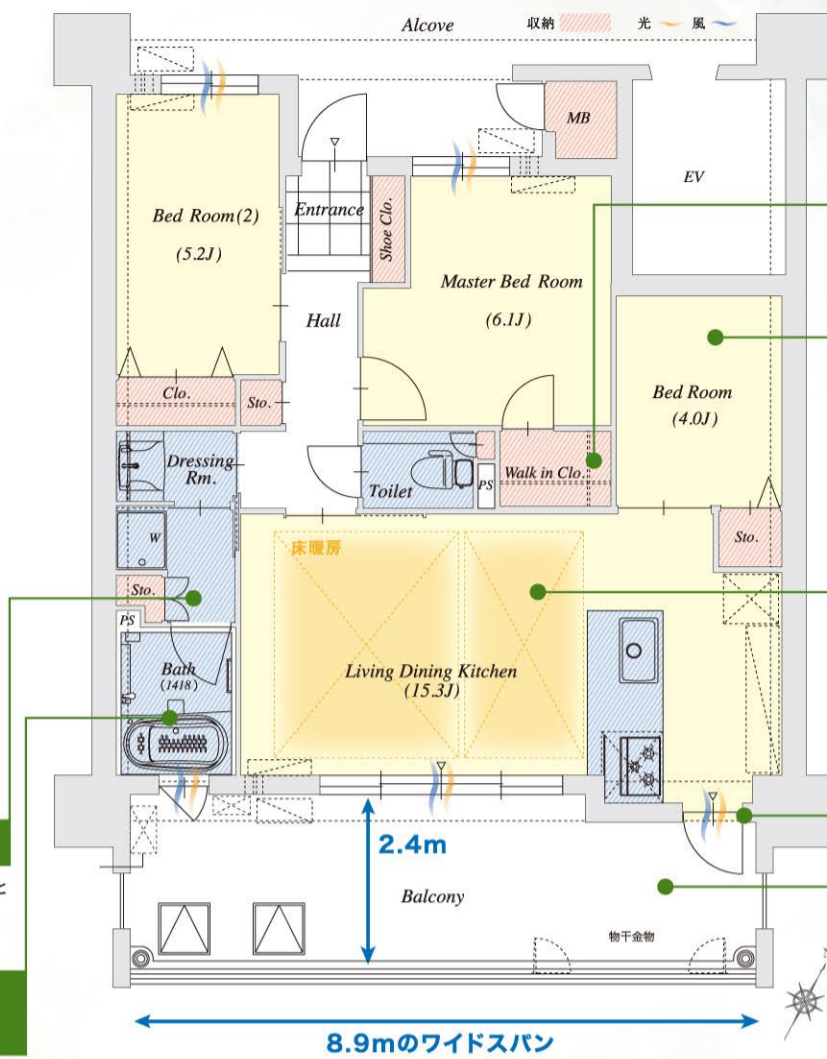 Alcove
収納
光
風
MB
EV
Bed Room(2)
(5.2J)
Entrance
Shoe Clo.
Master Bed Room
(6.1J)
Hall
Bed Room
(4.0J)
Clo.
Sto.
Dressing
Rm.
Toilet
PS
Walk in Clo.
W
床暖房
Sto.
Sto.
PS
Bath
(1418)
Living Dining Kitchen
(15.3J)
2.4m
と
Balcony
物干金物
N
8.9mのワイドスパン